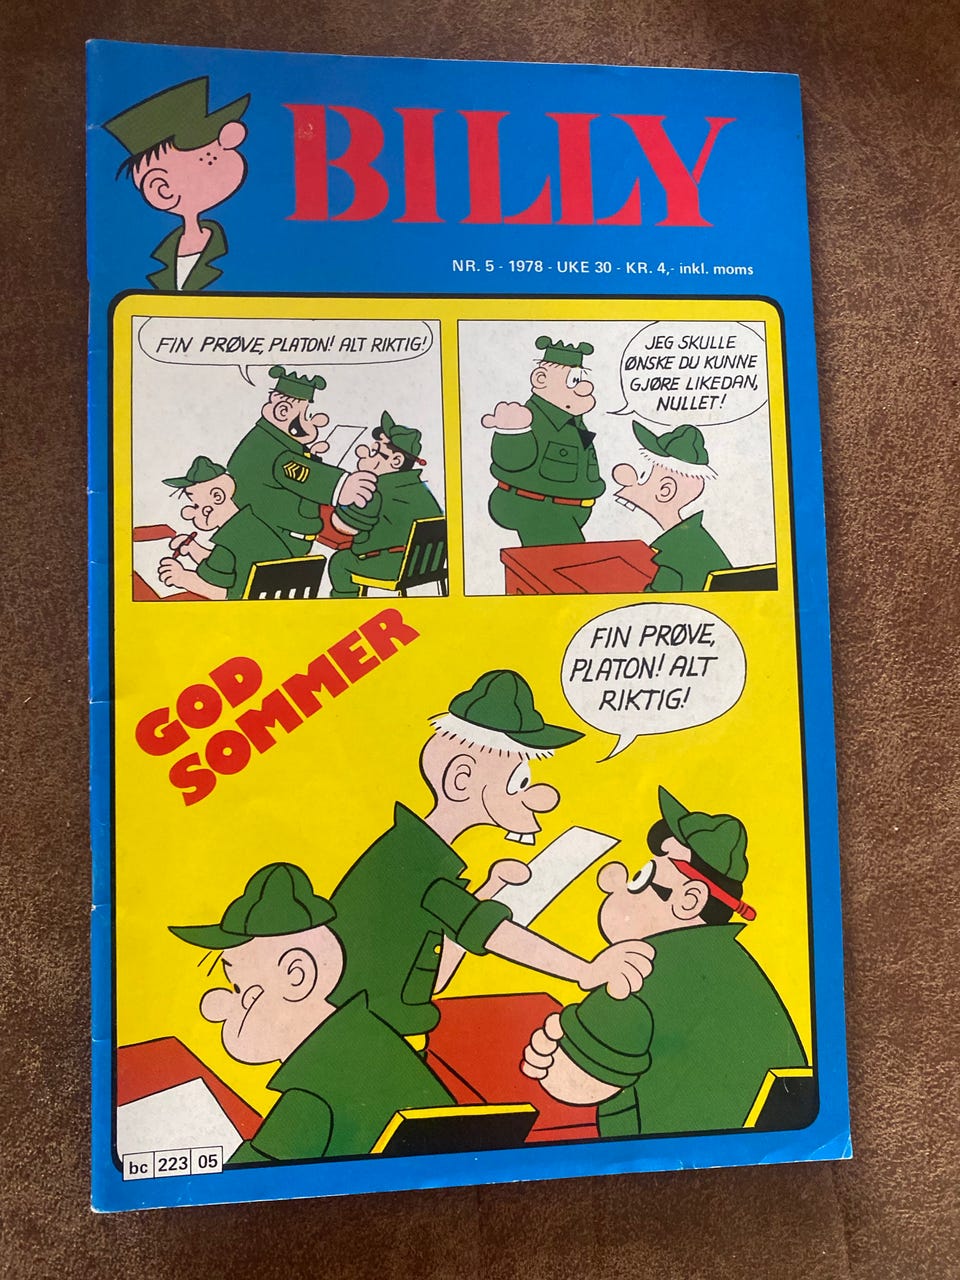 BILLY
NR. 5 - 1978 - UKE 30 - KR. 4,- inkl. moms
FIN PRØVE, PLATON! ALT RIKTIG!
JEG SKULLE
ØNSKE DU KUNNE
GJØRE LIKEDAN,
NULLET!
GOD
SOMMER
FIN PRØVE,
PLATON! ALT
RIKTIG!
bc 223 05